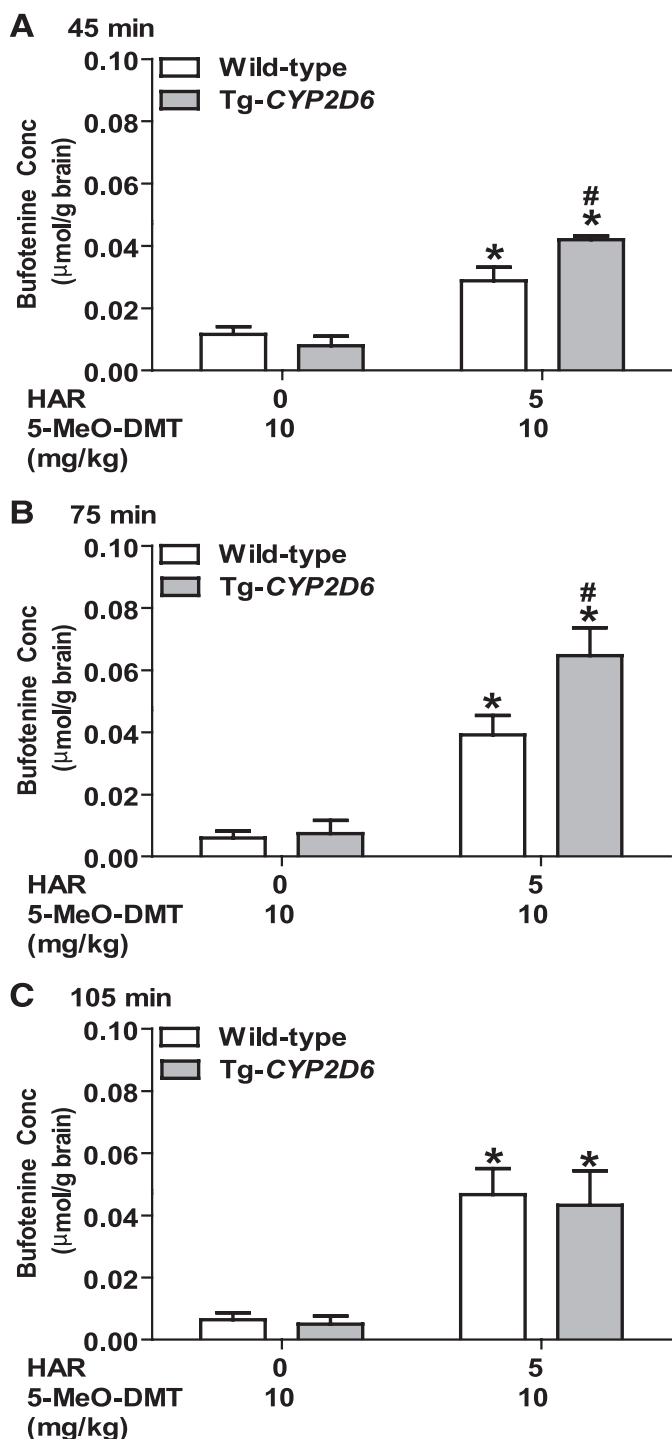 A 45 min
Bufotenine Conc
(μmol/g brain)
0.10
0.08
0.06
0.04
0.02
0.00
Wild-type
Tg-CYP2D6
*
#
*
HAR 0 5
5-MeO-DMT 10 10
(mg/kg)
B 75 min
Bufotenine Conc
(μmol/g brain)
0.10
0.08
0.06
0.04
0.02
0.00
Wild-type
Tg-CYP2D6
*
#
*
HAR 0 5
5-MeO-DMT 10 10
(mg/kg)
C 105 min
Bufotenine Conc
(μmol/g brain)
0.10
0.08
0.06
0.04
0.02
0.00
Wild-type
Tg-CYP2D6
* *
HAR 0 5
5-MeO-DMT 10 10
(mg/kg)